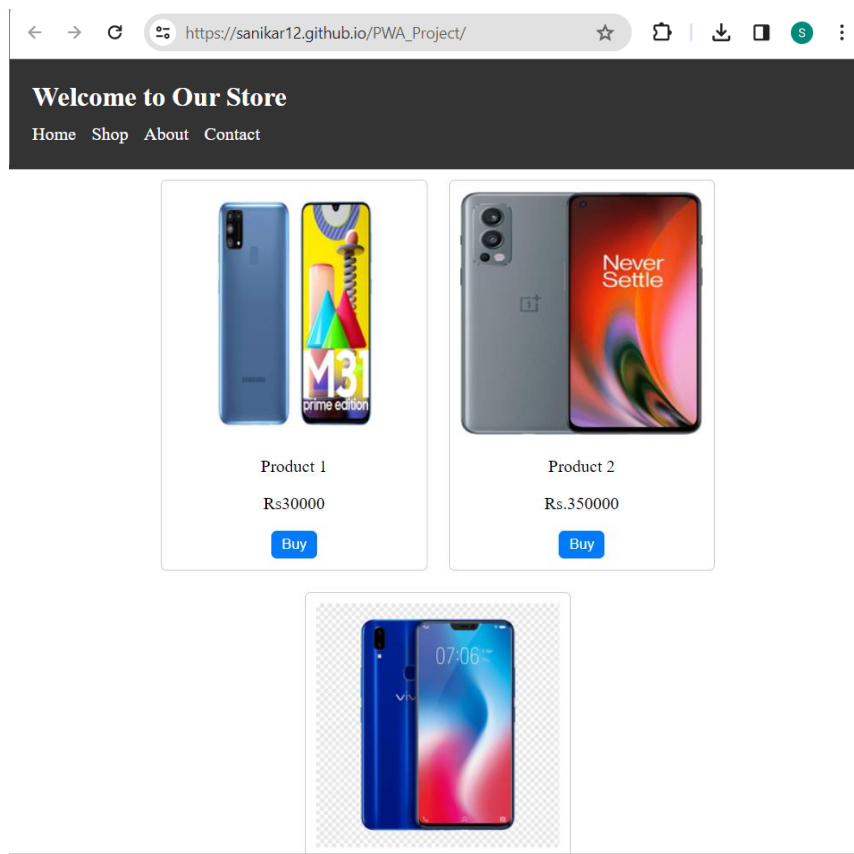 https://sanikar12.github.io/PWA_Project/
S
Welcome to Our Store
Home Shop About Contact
SAMSUNG
M31
prime edition
Never
Settle
Product 1
Product 2
Rs30000
Rs.350000
Buy
Buy
07:06